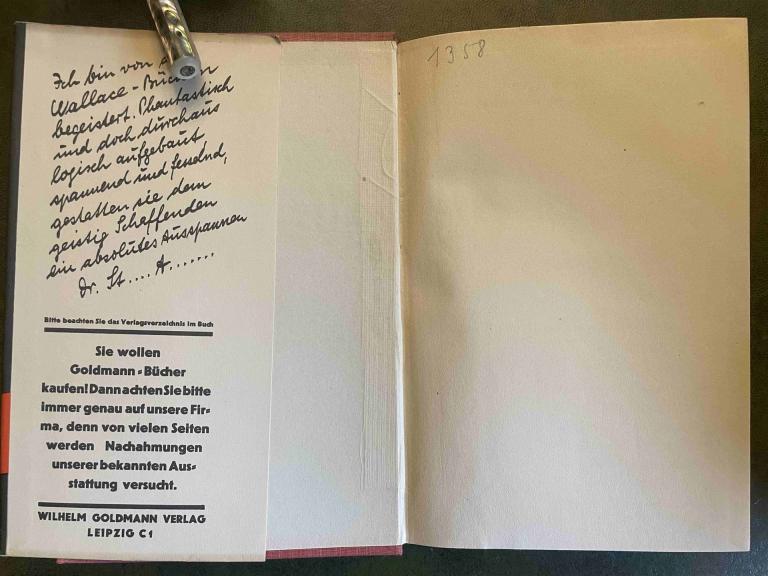 Ich bin von
Wallace-Büchern
begeistert. Phantastisch
und doch durchaus
logisch aufgebaut,
spannend und fesselnd,
gestatten sie dem
geistig Schaffenden
ein absolutes Ausspannen
Dr. St.... A.......
Bitte beachten Sie das Verlagsverzeichnis im Buch
Sie wollen
Goldmann-Bücher
kaufen! Dann achten Sie bitte
immer genau auf unsere Fir-
ma, denn von vielen Seiten
werden Nachahmungen
unserer bekannten Aus-
stattung versucht.
WILHELM GOLDMANN VERLAG
LEIPZIG C1
1358